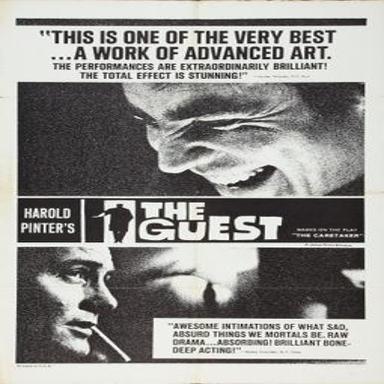 "THIS IS ONE OF THE VERY BEST
...A WORK OF ADVANCED ART.
THE PERFORMANCES ARE EXTRAORDINARILY BRILLIANT!
THE TOTAL EFFECT IS STUNNING!"
HAROLD
PINTER'S
THE
GUEST
BASED ON THE PLAY
"THE CARETAKER"
"AWESOME INTIMATIONS OF WHAT SAD,
ABSURD THINGS WE MORTALS BE. RAW
DRAMA...ABSORBING! BRILLIANT BONE-
DEEP ACTING!"